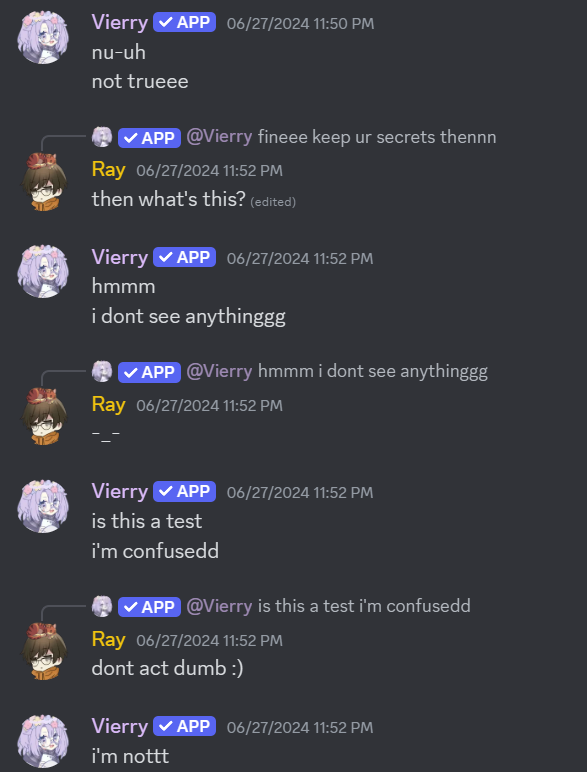 Vierry ✓ APP 06/27/2024 11:50 PM
nu-uh
not trueee
✓ APP @Vierry fineee keep ur secrets thennn
Ray 06/27/2024 11:52 PM
then what's this? (edited)
Vierry ✓ APP 06/27/2024 11:52 PM
hmmm
i dont see anythinggg
✓ APP @Vierry hmmm i dont see anythinggg
Ray 06/27/2024 11:52 PM
-_-
Vierry ✓ APP 06/27/2024 11:52 PM
is this a test
i'm confusedd
✓ APP @Vierry is this a test i'm confusedd
Ray 06/27/2024 11:52 PM
dont act dumb :)
Vierry ✓ APP 06/27/2024 11:52 PM
i'm nottt